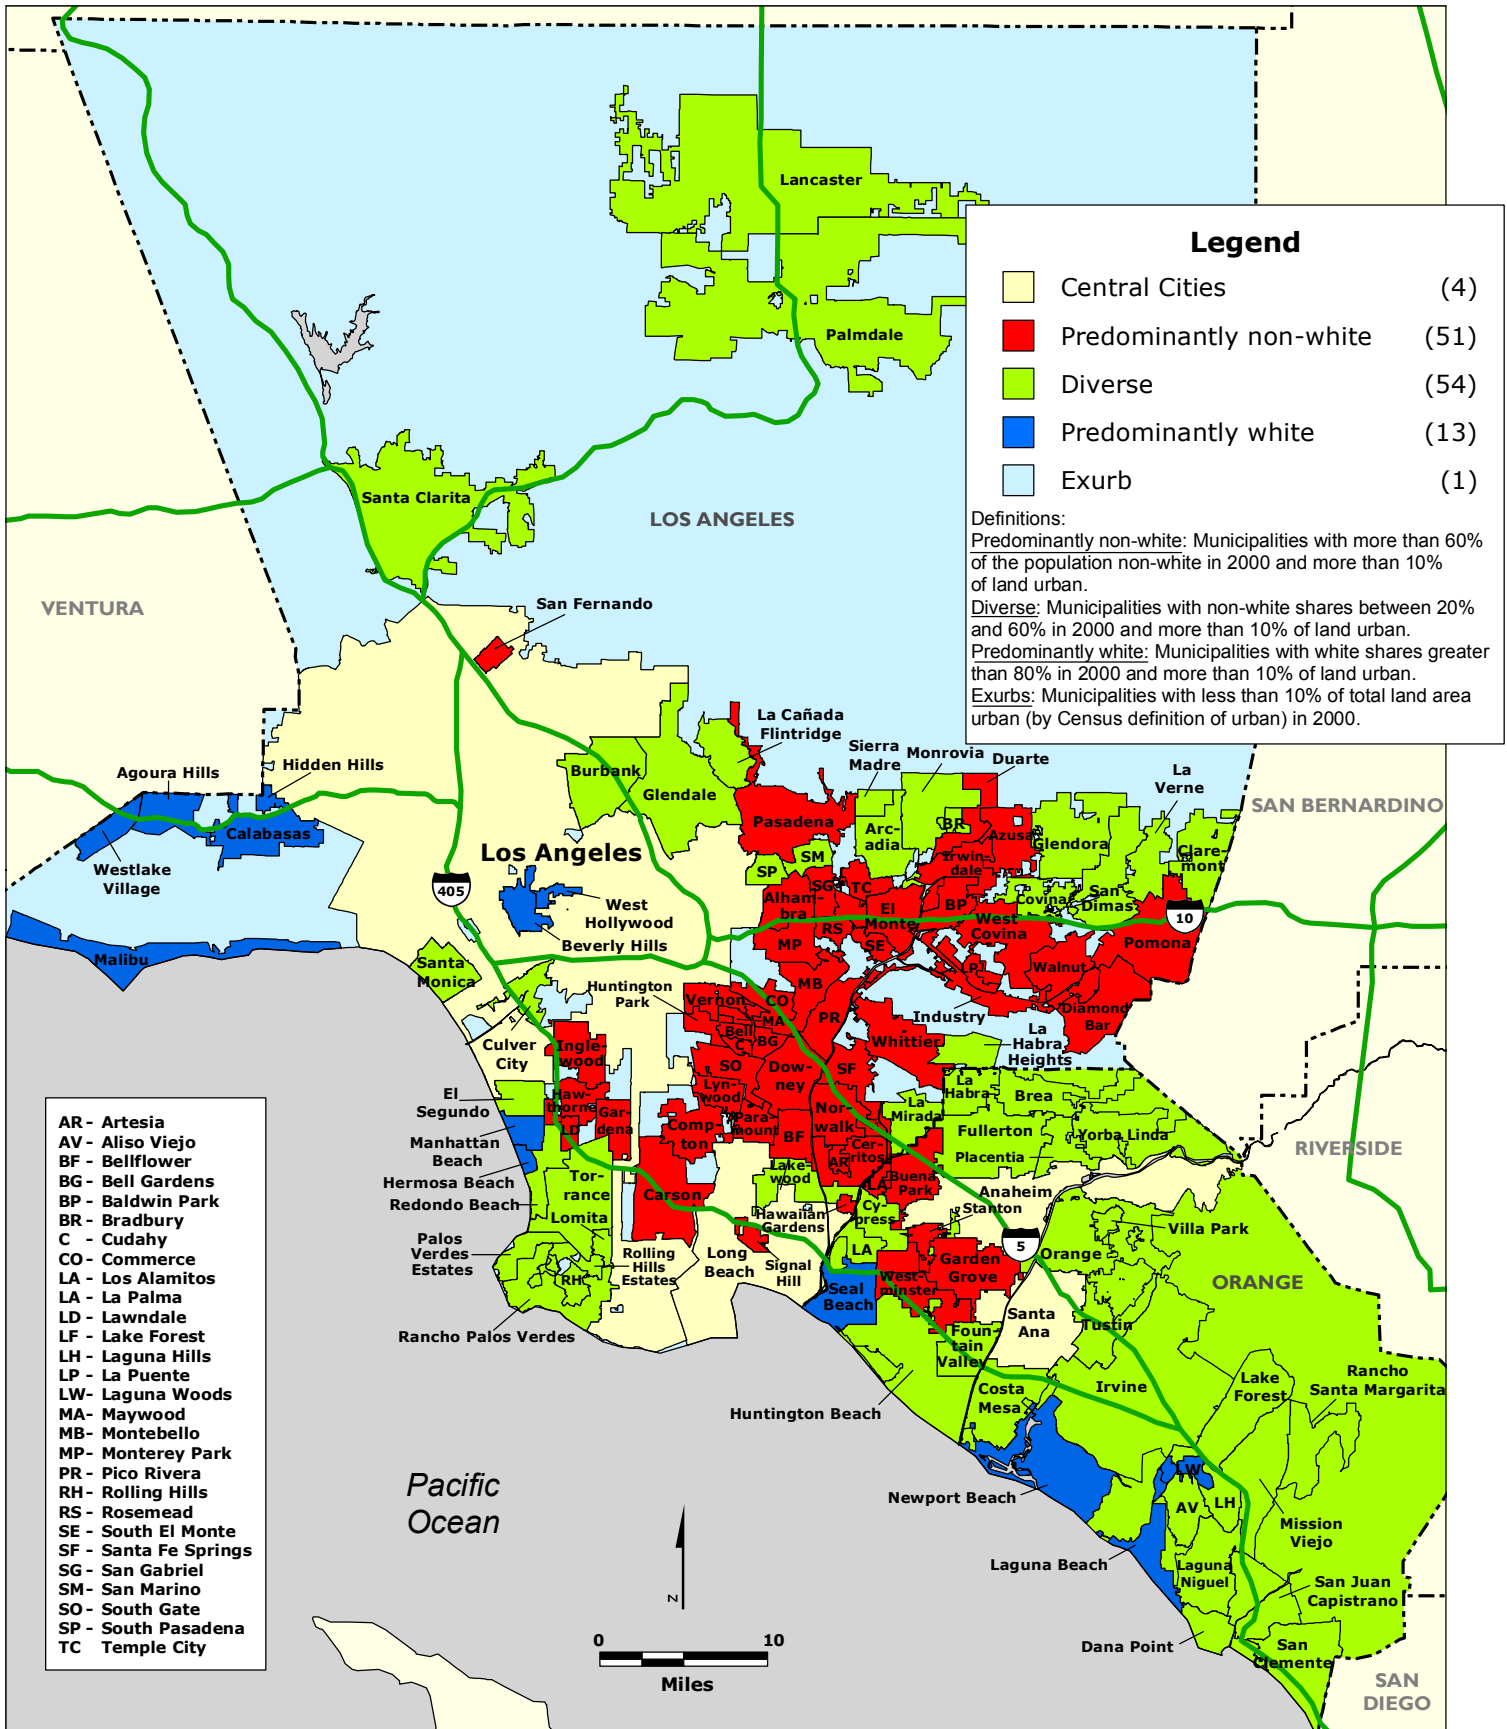 Lancaster
Palmdale
Legend
Central Cities (4)
Predominantly non-white (51)
Diverse (54)
Predominantly white (13)
Exurb (1)
Definitions:
Predominantly non-white: Municipalities with more than 60%
of the population non-white in 2000 and more than 10%
of land urban.
Diverse: Municipalities with non-white shares between 20%
and 60% in 2000 and more than 10% of land urban.
Predominantly white: Municipalities with white shares greater
than 80% in 2000 and more than 10% of land urban.
Exurbs: Municipalities with less than 10% of total land area
urban (by Census definition of urban) in 2000.
Santa Clarita
LOS ANGELES
VENTURA
San Fernando
La Cañada
Flintridge
Sierra
Madre
Monrovia
Duarte
La
Verne
SAN BERNARDINO
Agoura Hills
Hidden Hills
Calabasas
Westlake
Village
Malibu
Burbank
Glendale
Pasadena
Arc-
adia
BR
Azusa
Glendora
Clare-
mont
Irwin-
dale
Los Angeles
405
West
Hollywood
Beverly Hills
SP
SM
SG
TC
Alham-
bra
El
Monte
BP
Covina
San
Dimas
West
Covina
10
Pomona
RS
MP
SE
LP
Walnut
Diamond
Bar
Santa
Monica
Huntington
Park
Vernon
CO
MB
MA
PR
Bell
C
BG
Industry
Whittier
La
Habra
Heights
Culver
City
Ingle-
wood
SO
Dow-
ney
SF
Lyn-
wood
El
Segundo
Haw-
thorne
Gar-
dena
LD
Comp-
ton
Para-
mount
BF
Nor-
walk
La
Mirada
La
Habra
Brea
Fullerton
Yorba Linda
Placentia
RIVERSIDE
Manhattan
Beach
Hermosa Beach
Redondo Beach
Tor-
rance
Lomita
Carson
Lake-
wood
AR
Cer-
ritos
LA
Buena
Park
Anaheim
Stanton
Hawaiian
Gardens
Cy-
press
LA
5
Orange
Villa Park
ORANGE
Palos
Verdes
Estates
RH
Rolling
Hills
Estates
Rancho Palos Verdes
Long
Beach
Signal
Hill
Seal
Beach
West-
minster
Garden
Grove
Santa
Ana
Tustin
Foun-
tain
Valley
Huntington Beach
Costa
Mesa
Irvine
Lake
Forest
Rancho
Santa Margarita
Newport Beach
LW
AV
LH
Mission
Viejo
Laguna Beach
Laguna
Niguel
San Juan
Capistrano
Dana Point
San
Clemente
SAN
DIEGO
AR - Artesia
AV - Aliso Viejo
BF - Bellflower
BG - Bell Gardens
BP - Baldwin Park
BR - Bradbury
C - Cudahy
CO - Commerce
LA - Los Alamitos
LA - La Palma
LD - Lawndale
LF - Lake Forest
LH - Laguna Hills
LP - La Puente
LW- Laguna Woods
MA- Maywood
MB- Montebello
MP - Monterey Park
PR - Pico Rivera
RH - Rolling Hills
RS - Rosemead
SE - South El Monte
SF - Santa Fe Springs
SG - San Gabriel
SM- San Marino
SO - South Gate
SP - South Pasadena
TC Temple City
Pacific
Ocean
N
0 10
Miles